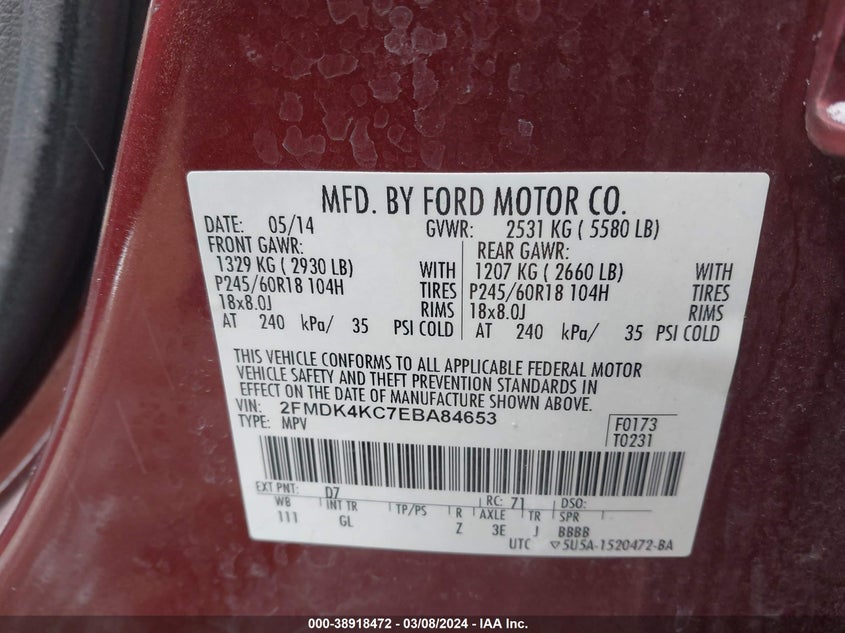 MFD. BY FORD MOTOR CO.
DATE: 05/14 GVWR: 2531 KG ( 5580 LB)
FRONT GAWR: REAR GAWR:
1329 KG ( 2930 LB) WITH 1207 KG ( 2660 LB) WITH
P245/60R18 104H TIRES P245/60R18 104H TIRES
18x8.0J RIMS 18x8.0J RIMS
AT 240 kPa/ 35 PSI COLD AT 240 kPa/ 35 PSI COLD
THIS VEHICLE CONFORMS TO ALL APPLICABLE FEDERAL MOTOR
VEHICLE SAFETY AND THEFT PREVENTION STANDARDS IN
EFFECT ON THE DATE OF MANUFACTURE SHOWN ABOVE.
VIN: 2FMDK4KC7EBA84653 F0173
TYPE: MPV T0231
EXT PNT: D7 RC: 71 DSO:
WB INT TR TP/PS R AXLE TR SPR
111 GL Z 3E J BBBB
UTC ▽5U5A-1520472-BA
000-38918472 - 03/08/2024 - IAA Inc.